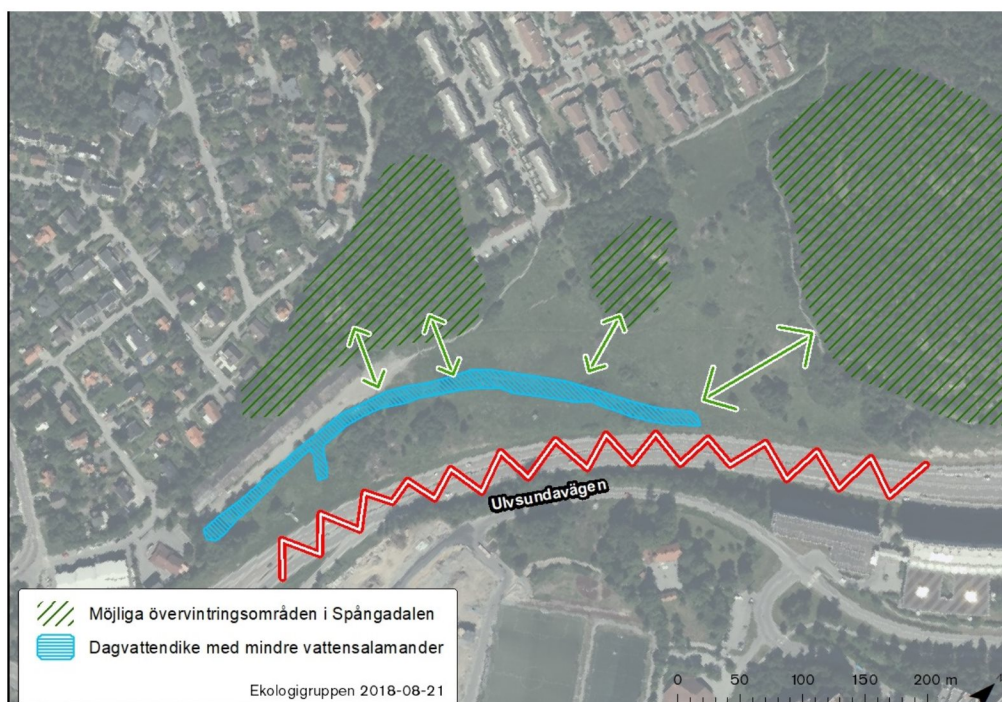 Ulvsundavägen
Möjliga övervintringsområden i Spångadalen
Dagvattendike med mindre vattensalamander
Ekologigruppen 2018-08-21
0 50 100 150 200 m